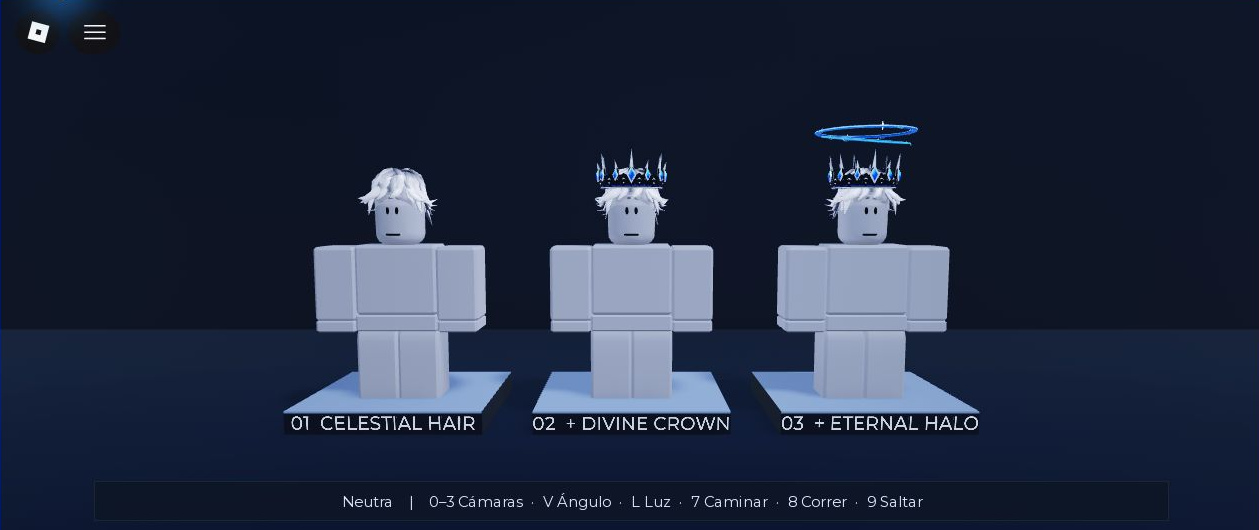 01 CELESTIAL HAIR
02 + DIVINE CROWN
03 + ETERNAL HALO
Neutra | 0–3 Cámaras · V Ángulo · L Luz · 7 Caminar · 8 Correr · 9 Saltar